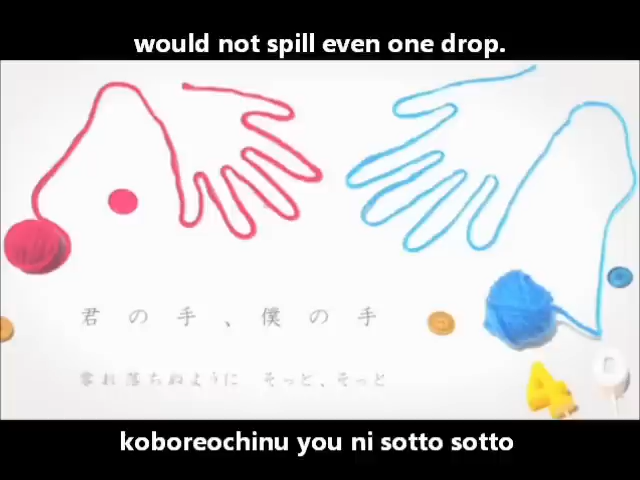 would not spill even one drop.
君の手、僕の手
零れ落ちぬように そっと、そっと
koboreochinu you ni sotto sotto